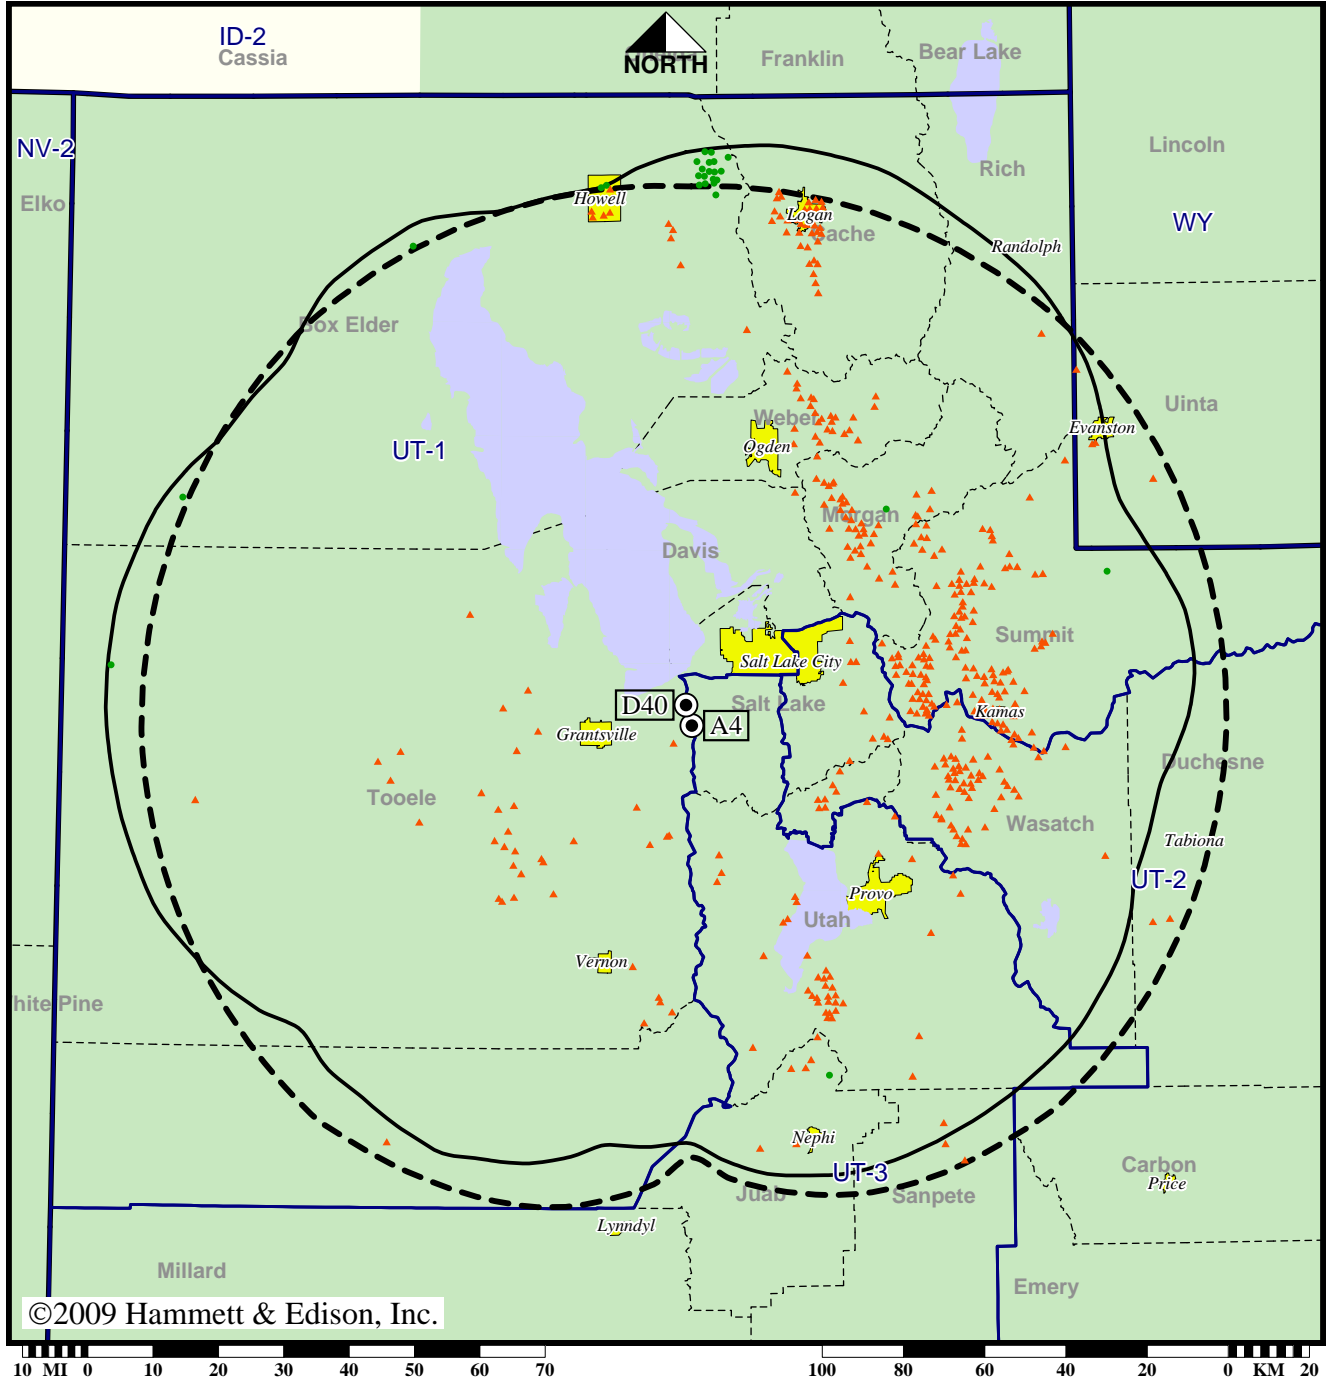 ID-2
Cassia
NORTH
Franklin
Bear Lake
NV-2
Lincoln
Rich
Elko
Howell
Logan
Cache
WY
Randolph
Box Elder
Weber
Uinta
Evanston
UT-1
Ogden
Morgan
Davis
Summit
Salt Lake City
D40
Salt Lake
A4
Kamas
Grantsville
Duchesne
Tooele
Wasatch
Tabiona
UT-2
Provo
Utah
Vernon
hite Pine
Nephi
UT-3
Carbon
Price
Juab
Sanpete
Lynndyl
Millard
Emery
©2009 Hammett & Edison, Inc.
10 MI 0 10 20 30 40 50 60 70 100 80 60 40 20 0 KM 20